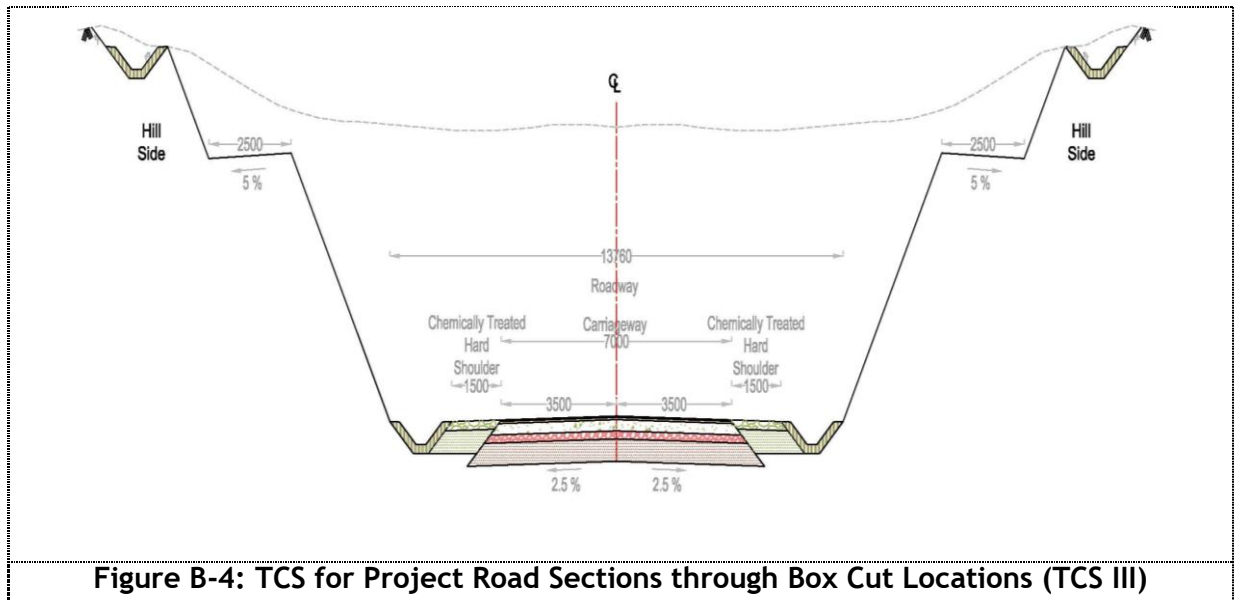 ℄
Hill
Side
2500
5 %
Hill
Side
2500
5 %
13760
Roadway
Chemically Treated
Hard
Shoulder
1500
Carriageway
7000
Chemically Treated
Hard
Shoulder
1500
3500
3500
2.5 %
2.5 %
Figure B-4: TCS for Project Road Sections through Box Cut Locations (TCS III)